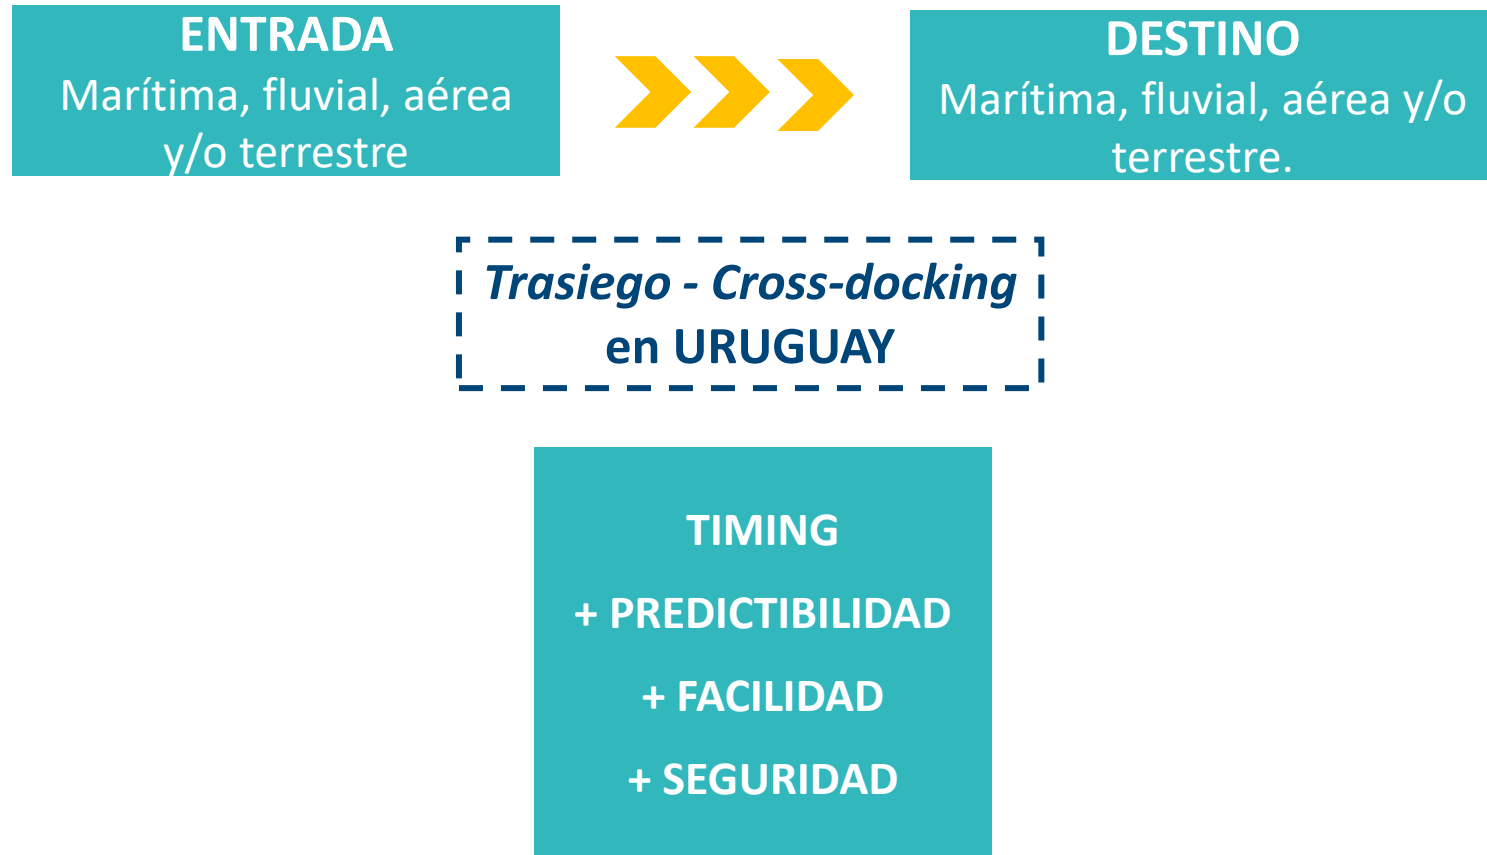 ENTRADA
Marítima, fluvial, aérea
y/o terrestre
DESTINO
Marítima, fluvial, aérea y/o
terrestre.
Trasiego - Cross-docking
en URUGUAY
TIMING
+ PREDICTIBILIDAD
+ FACILIDAD
+ SEGURIDAD